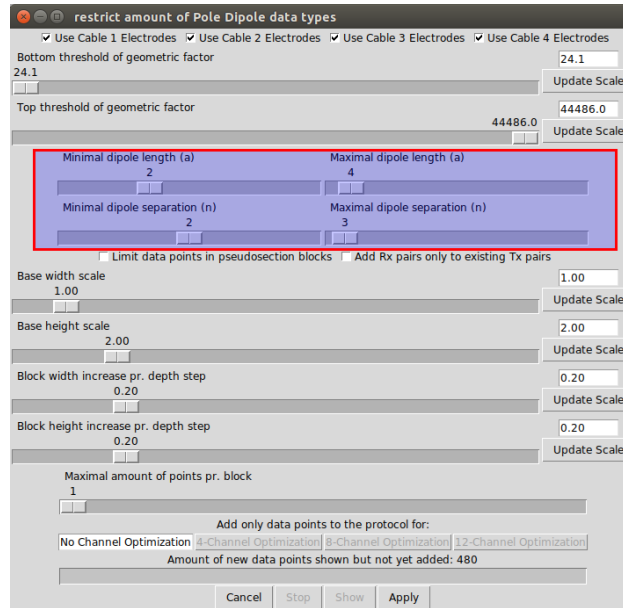 restrict amount of Pole Dipole data types
Use Cable 1 Electrodes Use Cable 2 Electrodes Use Cable 3 Electrodes Use Cable 4 Electrodes
Bottom threshold of geometric factor
24.1
24.1
Update Scale
Top threshold of geometric factor
44486.0
44486.0
Update Scale
Minimal dipole length (a) Maximal dipole length (a)
2 4
Minimal dipole separation (n) Maximal dipole separation (n)
2 3
Limit data points in pseudosection blocks Add Rx pairs only to existing Tx pairs
Base width scale
1.00
1.00
Update Scale
Base height scale
2.00
2.00
Update Scale
Block width increase pr. depth step
0.20
0.20
Update Scale
Block height increase pr. depth step
0.20
0.20
Update Scale
Maximal amount of points pr. block
1
Add only data points to the protocol for:
No Channel Optimization 4-Channel Optimization 8-Channel Optimization 12-Channel Optimization
Amount of new data points shown but not yet added: 480
Cancel Stop Show Apply